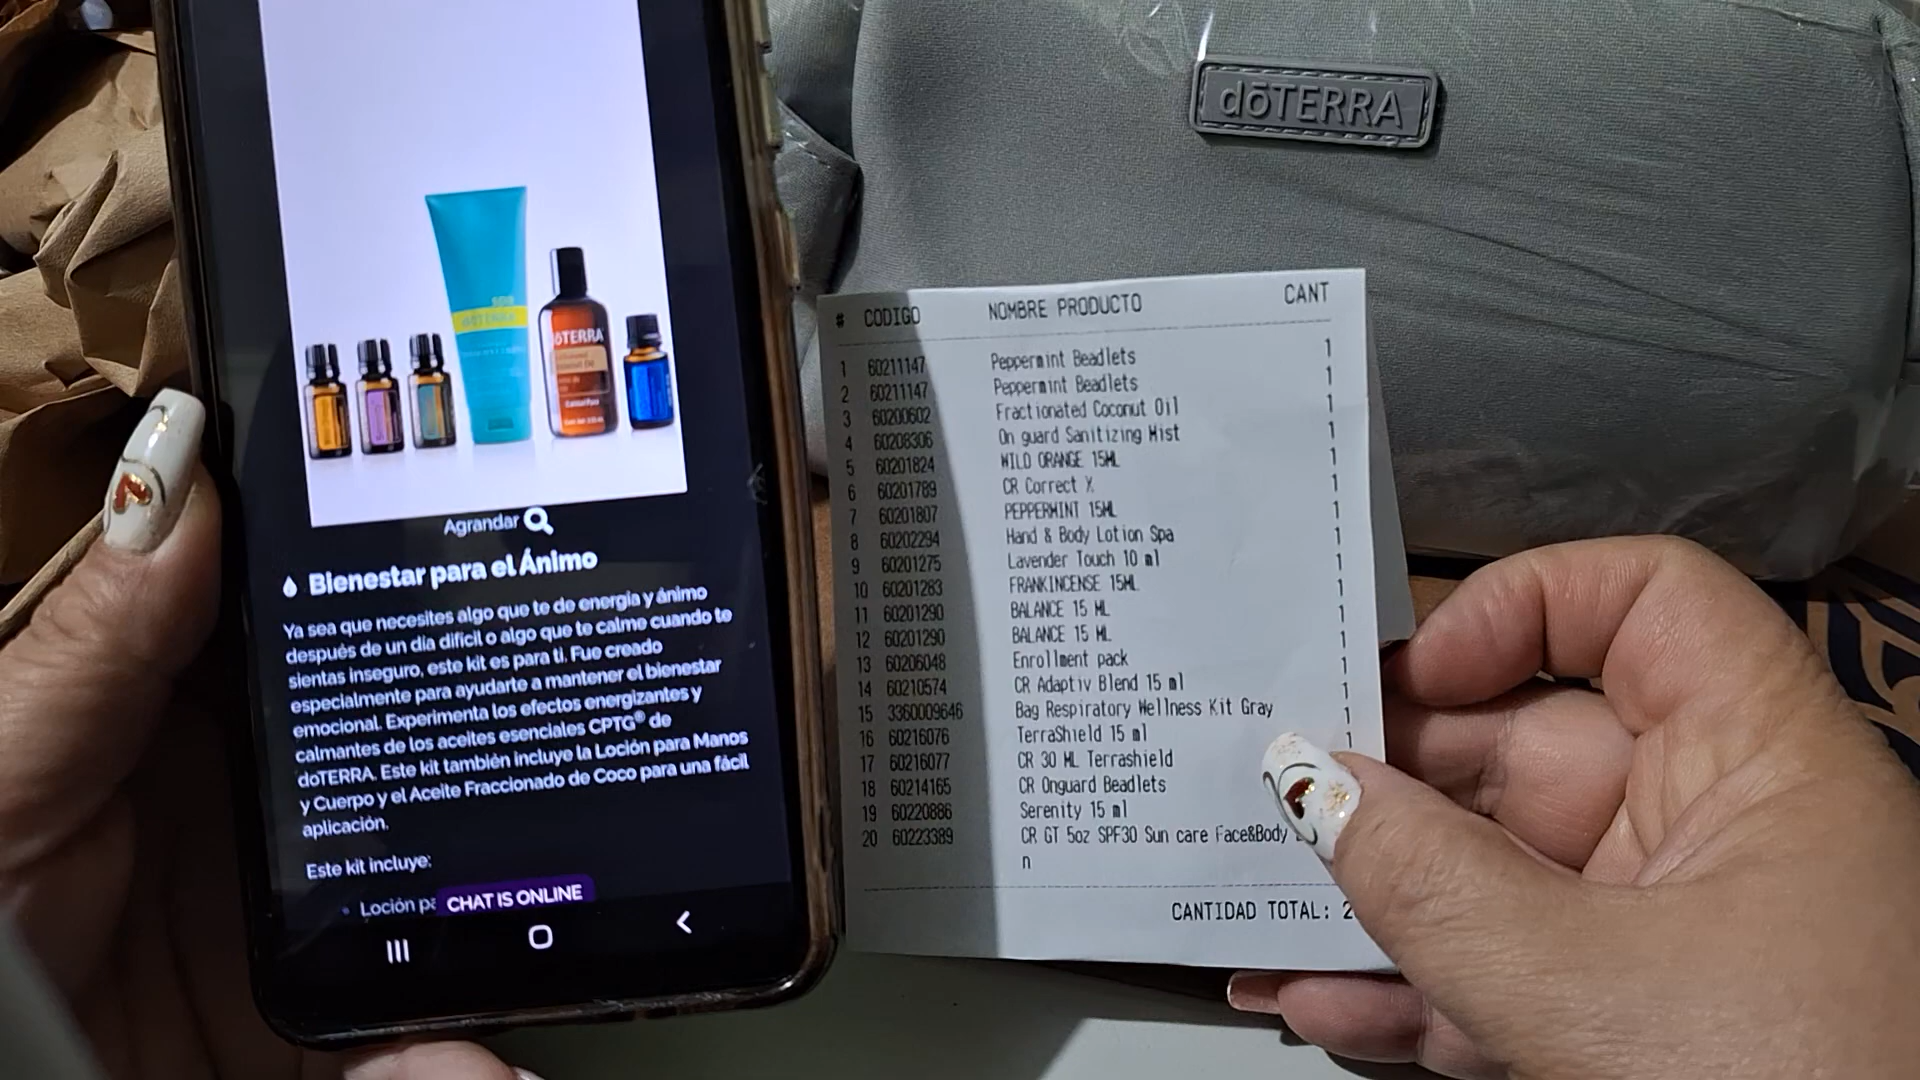 dōTERRA
Agrandar
Bienestar para el Ánimo
Ya sea que necesites algo que te de energía y ánimo
después de un día difícil o algo que te calme cuando te
sientas inseguro, este kit es para ti. Fue creado
especialmente para ayudarte a mantener el bienestar
emocional. Experimenta los efectos energizantes y
calmantes de los aceites esenciales CPTG® de
doTERRA. Este kit también incluye la Loción para Manos
y Cuerpo y el Aceite Fraccionado de Coco para una fácil
aplicación.
Este kit incluye:
Loción
CHAT IS ONLINE
# CODIGO NOMBRE PRODUCTO CANT
1 60211147 Peppermint Beadlets 1
2 60211147 Peppermint Beadlets 1
3 60200602 Fractionated Coconut Oil 1
4 60208306 On guard Sanitizing Mist 1
5 60201824 WILD ORANGE 15ML 1
6 60201789 CR Correct X 1
7 60201807 PEPPERMINT 15ML 1
8 60202294 Hand & Body Lotion Spa 1
9 60201275 Lavender Touch 10 ml 1
10 60201283 FRANKINCENSE 15ML 1
11 60201290 BALANCE 15 ML 1
12 60201290 BALANCE 15 ML 1
13 60206048 Enrollment pack 1
14 60210574 CR Adaptiv Blend 15 ml 1
15 3360009646 Bag Respiratory Wellness Kit Gray 1
16 60216076 TerraShield 15 ml 1
17 60216077 CR 30 ML Terrashield
18 60214165 CR Onguard Beadlets
19 60220886 Serenity 15 ml
20 60223389 CR GT 5oz SPF30 Sun care Face&Body
n
CANTIDAD TOTAL: